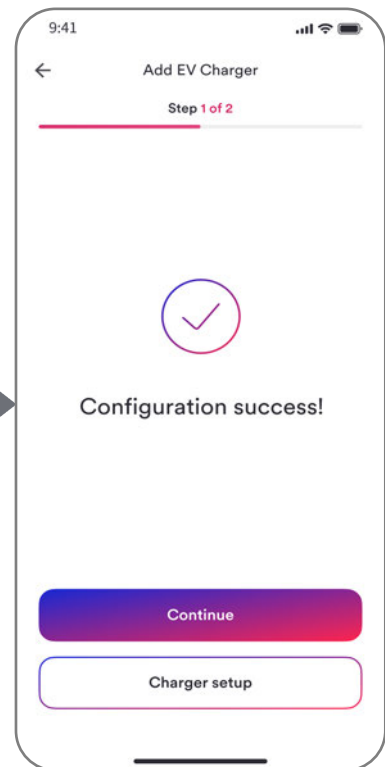 9:41
Add EV Charger
Step 1 of 2
Configuration success!
Continue
Charger setup